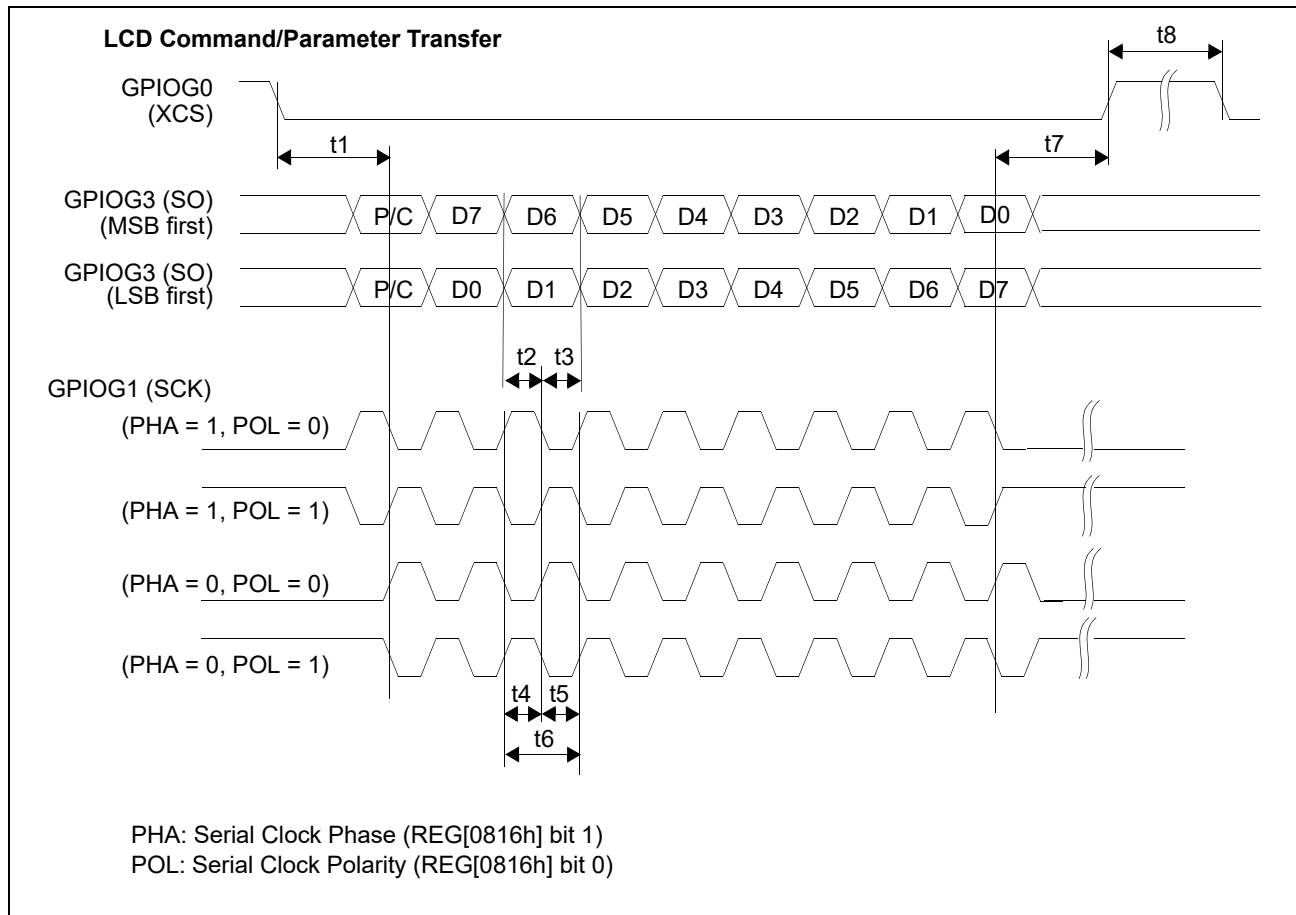 LCD Command/Parameter Transfer
t8
GPIOG0
(XCS)
t1
t7
GPIOG3 (SO)
(MSB first)
P/C D7 D6 D5 D4 D3 D2 D1 D0
GPIOG3 (SO)
(LSB first)
P/C D0 D1 D2 D3 D4 D5 D6 D7
t2 t3
GPIOG1 (SCK)
(PHA = 1, POL = 0)
(PHA = 1, POL = 1)
(PHA = 0, POL = 0)
(PHA = 0, POL = 1)
t4 t5
t6
PHA: Serial Clock Phase (REG[0816h] bit 1)
POL: Serial Clock Polarity (REG[0816h] bit 0)